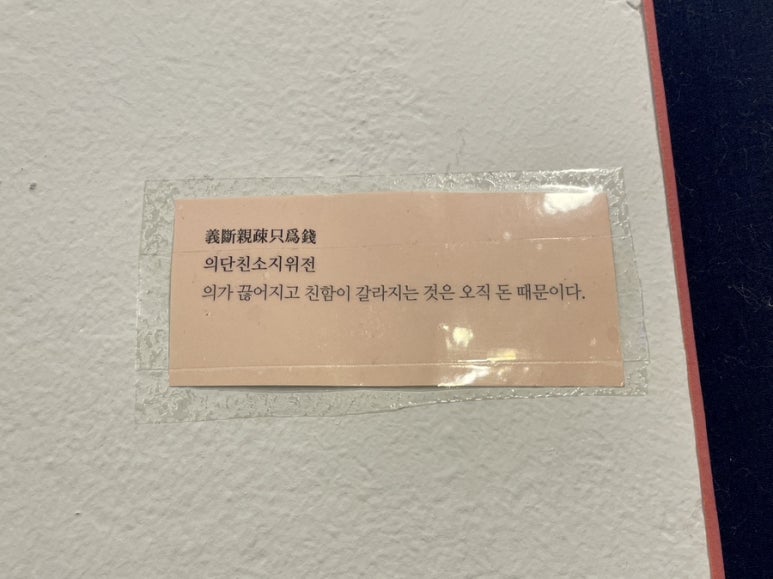 義斷親疎只爲錢
의단친소지위전
의가 끊어지고 친함이 갈라지는 것은 오직 돈 때문이다.